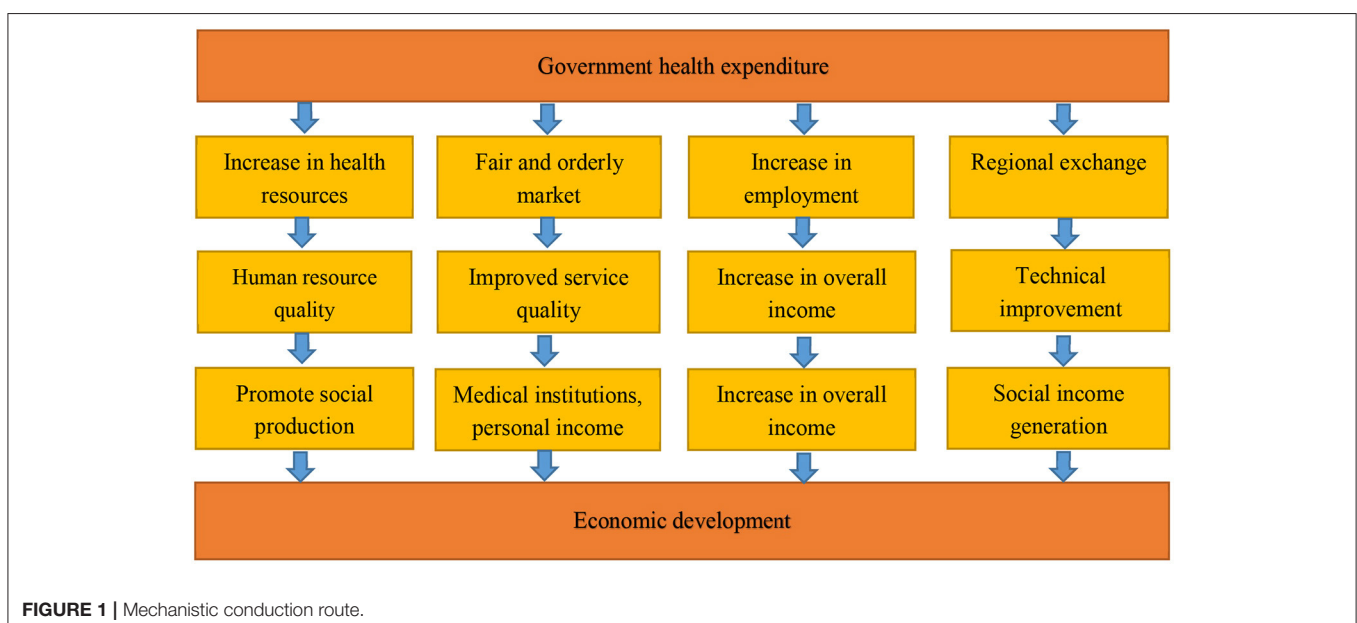 Government health expenditure
Increase in health
resources
Fair and orderly
market
Increase in
employment
Regional exchange
Human resource
quality
Improved service
quality
Increase in overall
income
Technical
improvement
Promote social
production
Medical institutions,
personal income
Increase in overall
income
Social income
generation
Economic development
FIGURE 1 | Mechanistic conduction route.